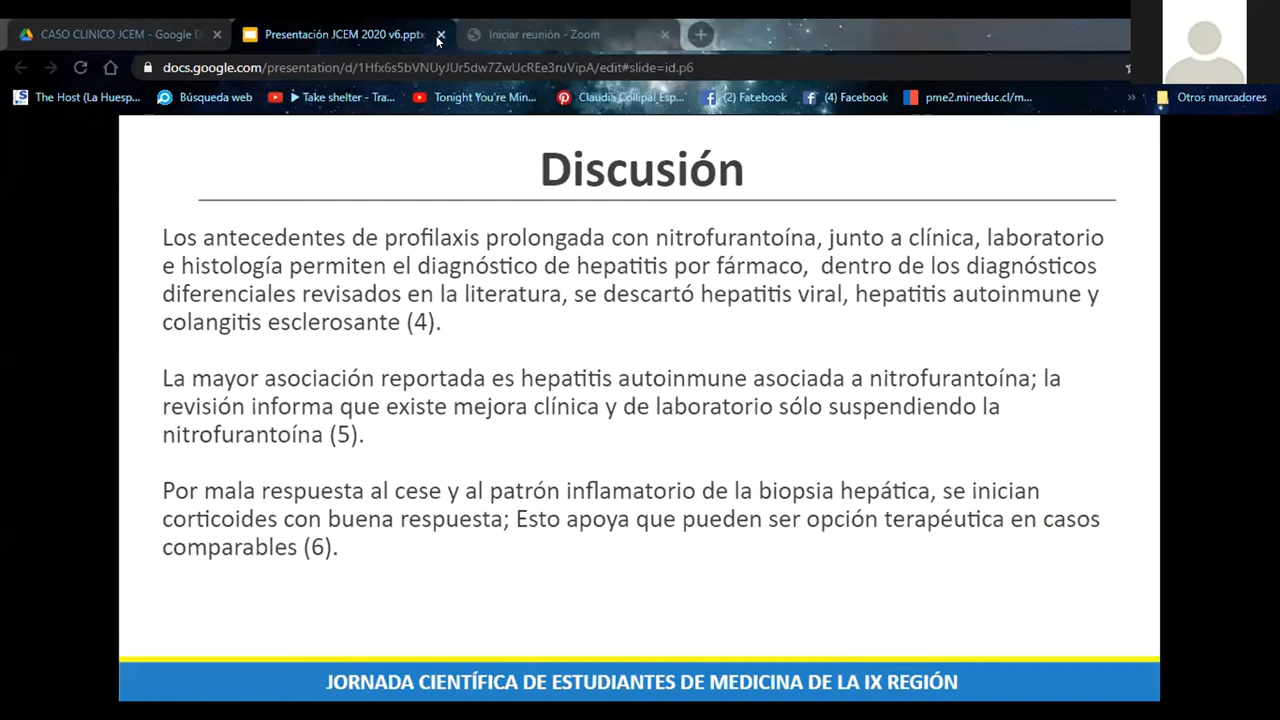 CASO CLINICO JCEM - Google D
Presentación JCEM 2020 v6.pptx
Iniciar reunión - Zoom
docs.google.com/presentation/d/1Hfx6s5bVNUyJUr5dw7ZwUcREe3ruVipA/edit#slide=id.p6
The Host (La Huesp...
Búsqueda web
▶ Take shelter - Tra...
Tonight You're Min...
Claudia Collipal Esp...
(2) Facebook
(4) Facebook
pme2.mineduc.cl/m...
»
Otros marcadores
Discusión
Los antecedentes de profilaxis prolongada con nitrofurantoína, junto a clínica, laboratorio
e histología permiten el diagnóstico de hepatitis por fármaco, dentro de los diagnósticos
diferenciales revisados en la literatura, se descartó hepatitis viral, hepatitis autoinmune y
colangitis esclerosante (4).
La mayor asociación reportada es hepatitis autoinmune asociada a nitrofurantoína; la
revisión informa que existe mejora clínica y de laboratorio sólo suspendiendo la
nitrofurantoína (5).
Por mala respuesta al cese y al patrón inflamatorio de la biopsia hepática, se inician
corticoides con buena respuesta; Esto apoya que pueden ser opción terapéutica en casos
comparables (6).
JORNADA CIENTÍFICA DE ESTUDIANTES DE MEDICINA DE LA IX REGIÓN